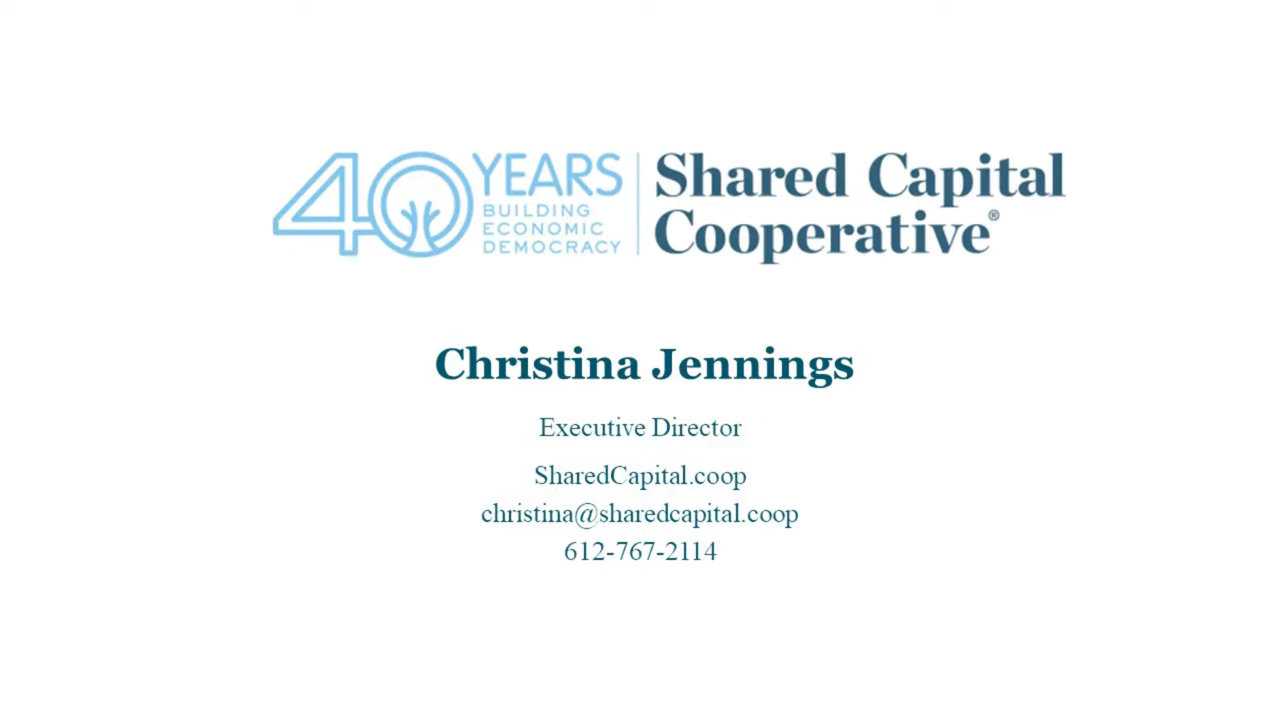 40 YEARS
BUILDING
ECONOMIC
DEMOCRACY
Shared Capital
Cooperative®
Christina Jennings
Executive Director
SharedCapital.coop
christina@sharedcapital.coop
612-767-2114